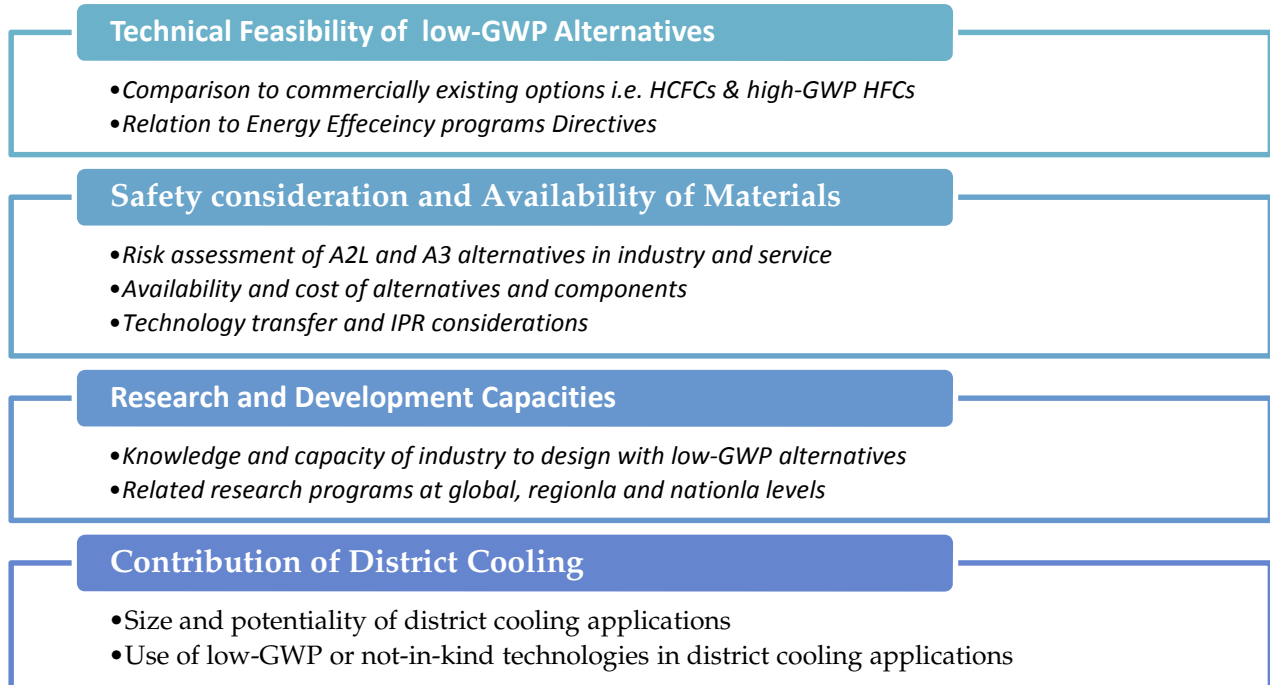 Technical Feasibility of low-GWP Alternatives
•Comparison to commercially existing options i.e. HCFCs & high-GWP HFCs
•Relation to Energy Effeceincy programs Directives
Safety consideration and Availability of Materials
•Risk assessment of A2L and A3 alternatives in industry and service
•Availability and cost of alternatives and components
•Technology transfer and IPR considerations
Research and Development Capacities
•Knowledge and capacity of industry to design with low-GWP alternatives
•Related research programs at global, regionla and nationla levels
Contribution of District Cooling
•Size and potentiality of district cooling applications
•Use of low-GWP or not-in-kind technologies in district cooling applications